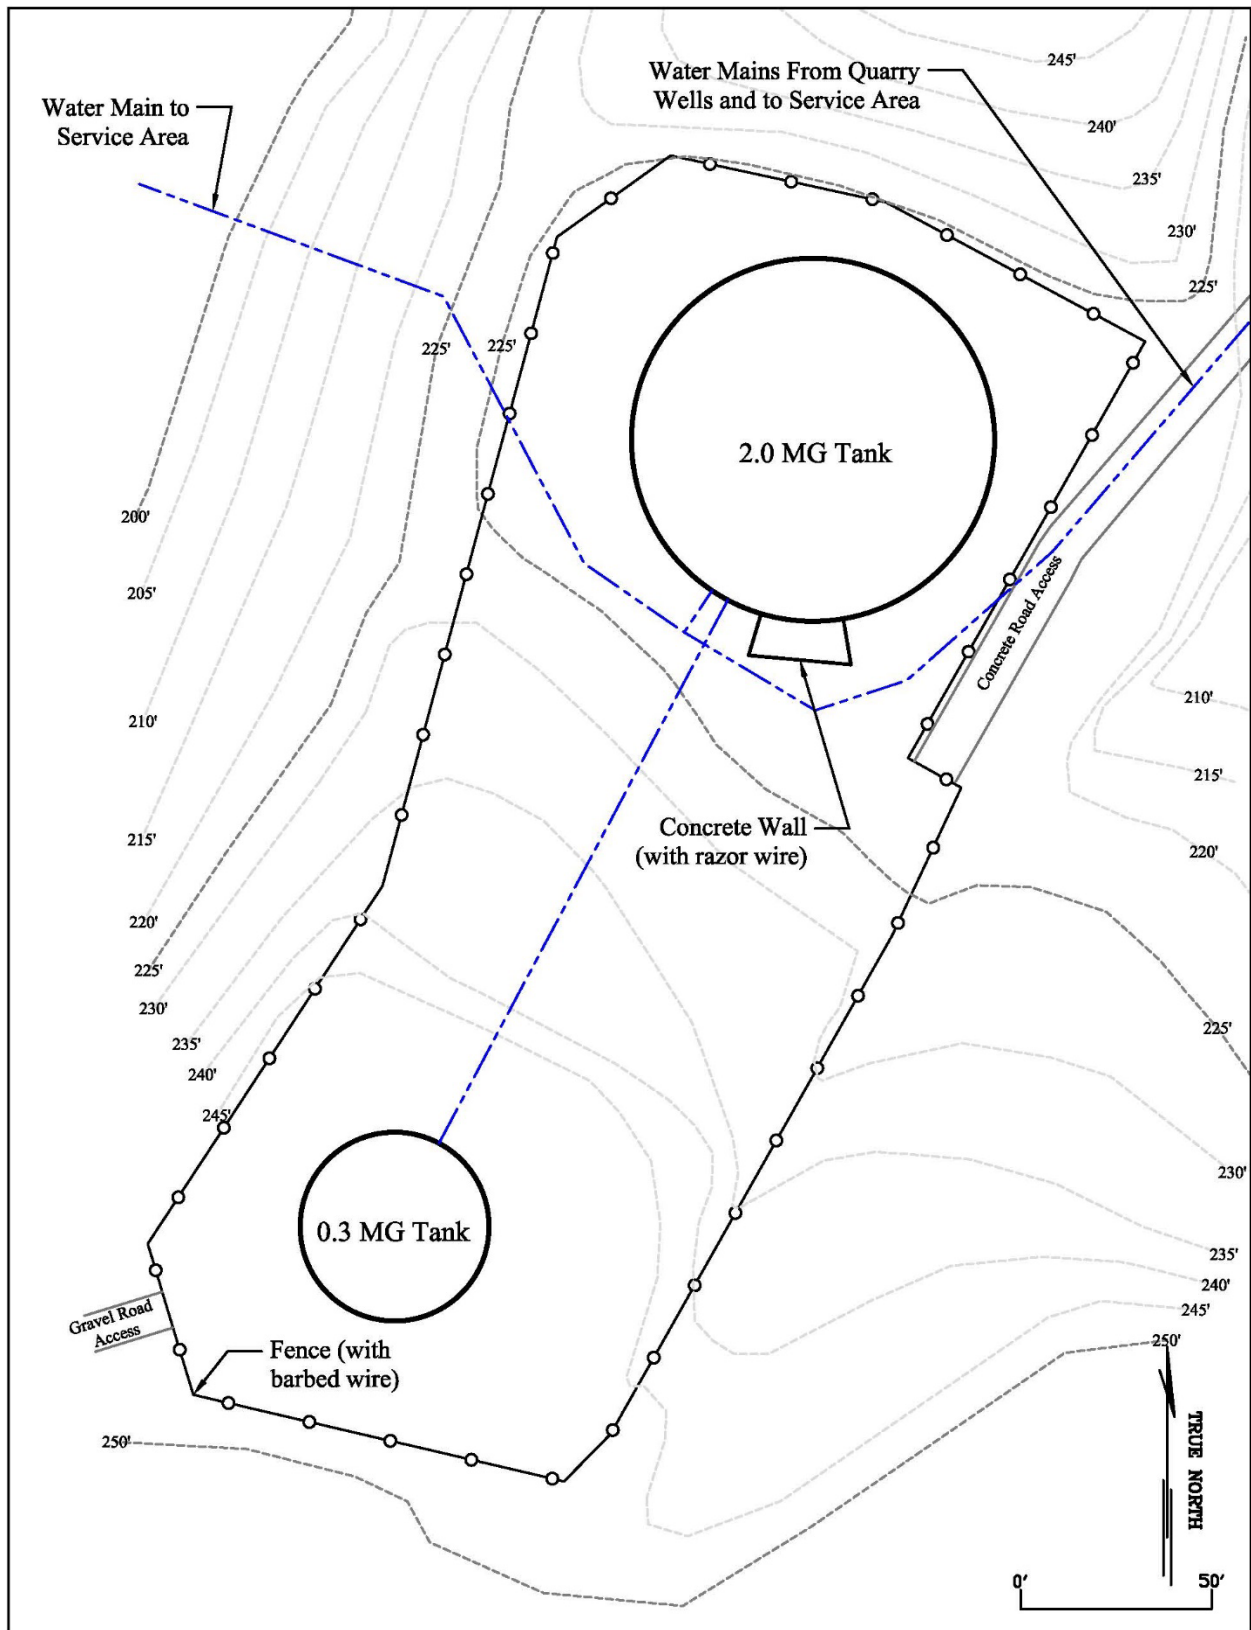 245'
Water Mains From Quarry
Wells and to Service Area
Water Main to
Service Area
240'
235'
230'
225'
225'
225'
2.0 MG Tank
200'
205'
Concrete Road Access
210'
210'
215'
Concrete Wall
(with razor wire)
215'
220'
220'
225'
230'
225'
235'
240'
245'
230'
0.3 MG Tank
235'
240'
245'
Gravel Road
Access
Fence (with
barbed wire)
250'
250'
TRUE NORTH
0'
50'